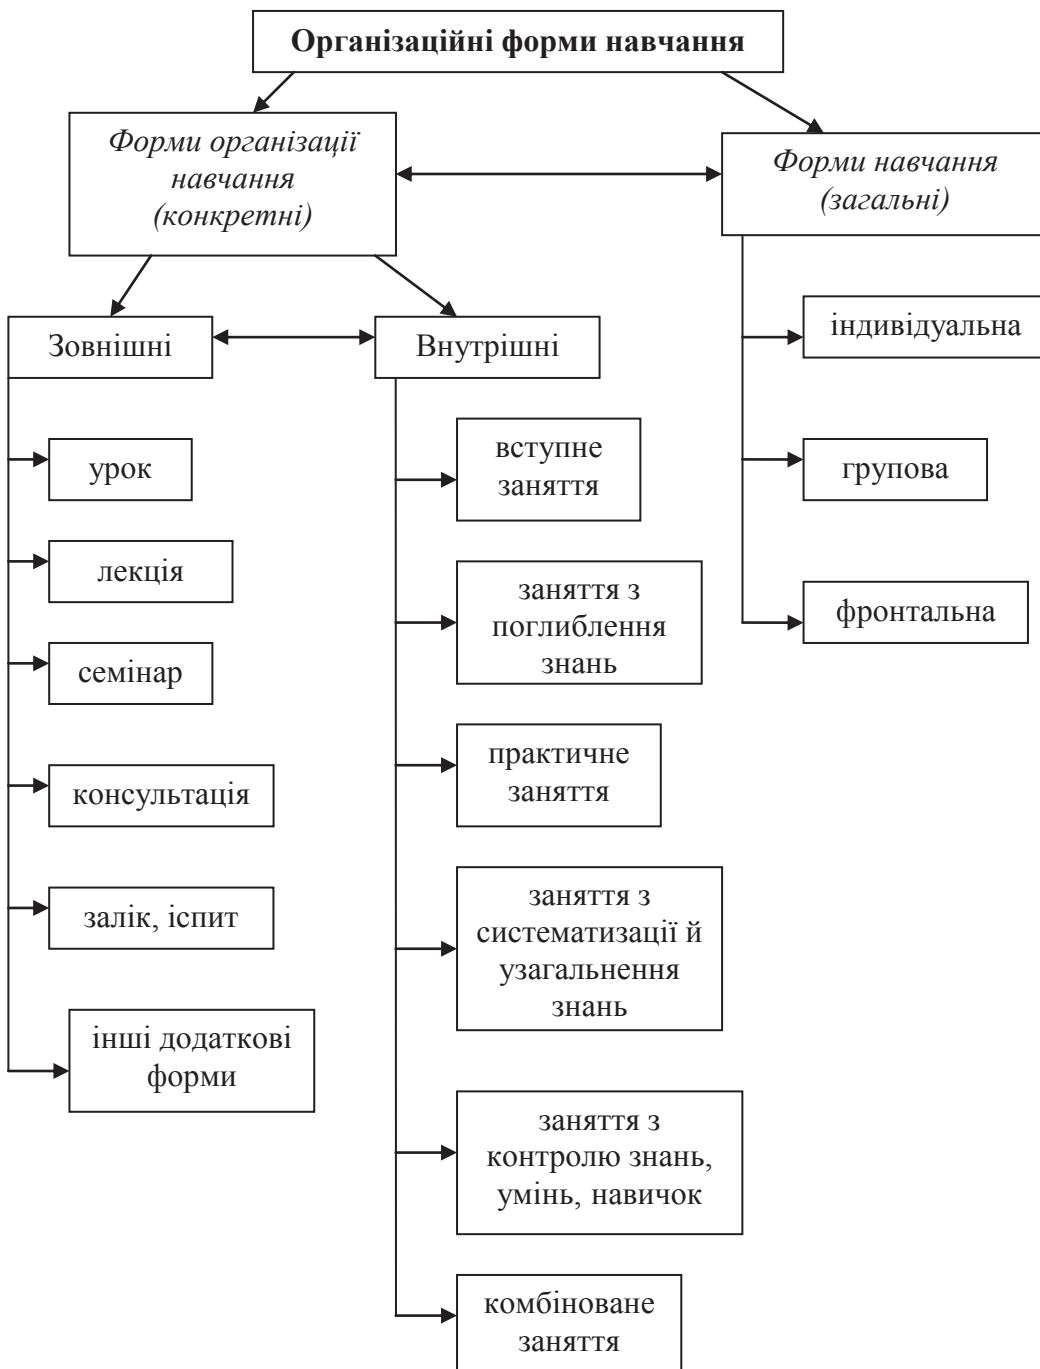 Організаційні форми навчання
Форми організації
навчання
(конкретні)
Форми навчання
(загальні)
Зовнішні
Внутрішні
урок
лекція
семінар
консультація
залік, іспит
інші додаткові
форми
вступне
заняття
заняття з
поглиблення
знань
практичне
заняття
заняття з
систематизації й
узагальнення
знань
заняття з
контролю знань,
умінь, навичок
комбіноване
заняття
індивідуальна
групова
фронтальна